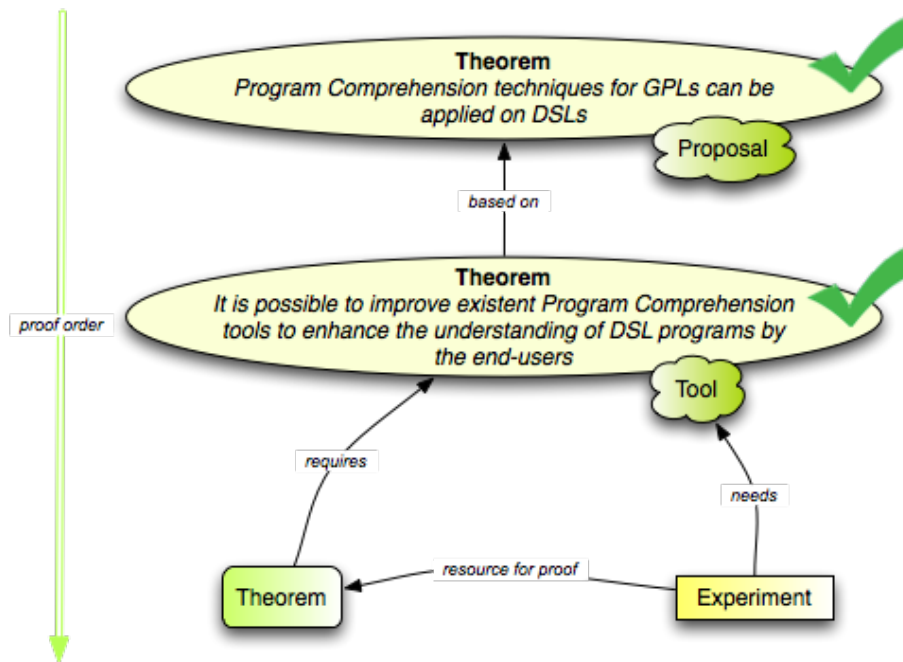 Theorem
Program Comprehension techniques for GPLs can be
applied on DSLs
Proposal
based on
Theorem
It is possible to improve existent Program Comprehension
tools to enhance the understanding of DSL programs by
the end-users
proof order
Tool
requires
needs
resource for proof
Theorem
Experiment